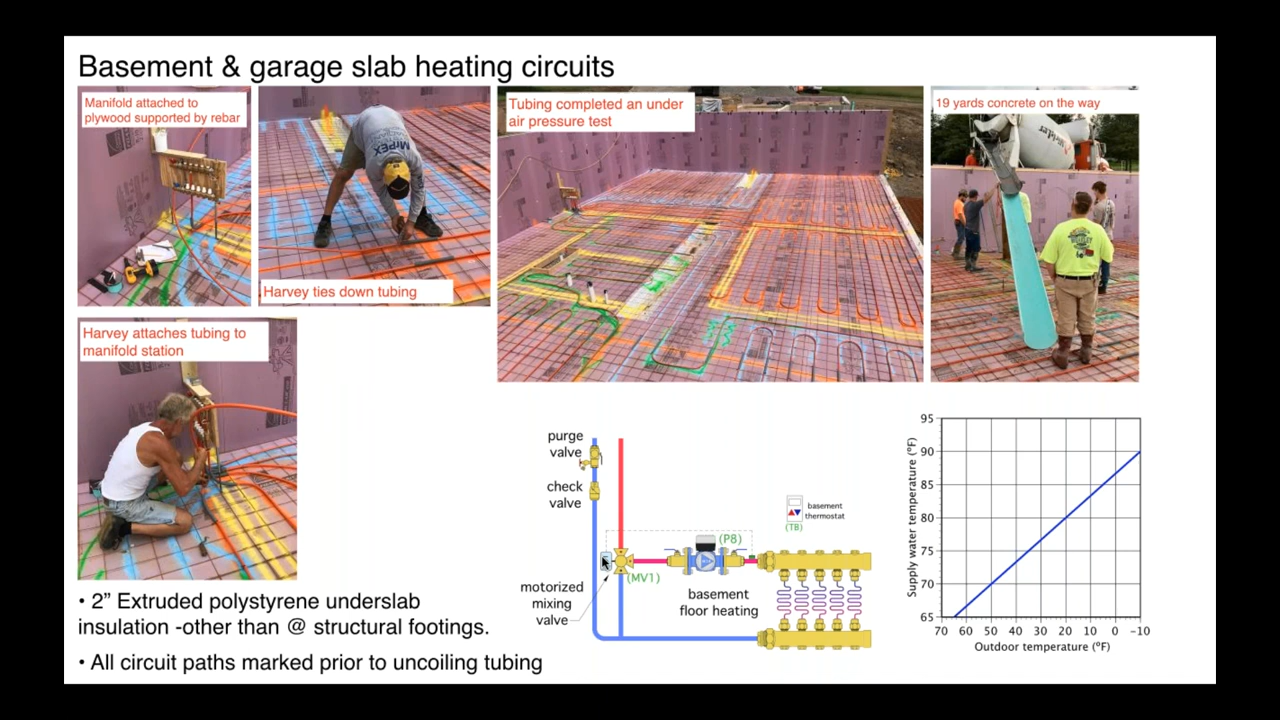 Basement & garage slab heating circuits
Manifold attached to
plywood supported by rebar
Harvey ties down tubing
Tubing completed an under
air pressure test
19 yards concrete on the way
MrPEX
Harvey attaches tubing to
manifold station
• 2” Extruded polystyrene underslab
insulation -other than @ structural footings.
• All circuit paths marked prior to uncoiling tubing
purge
valve
check
valve
motorized
mixing
valve
(MV1)
(P8)
basement
floor heating
basement
thermostat
(T8)
Supply water temperature (ºF)
95
90
85
80
75
70
65
70 60 50 40 30 20 10 0 -10
Outdoor temperature (ºF)